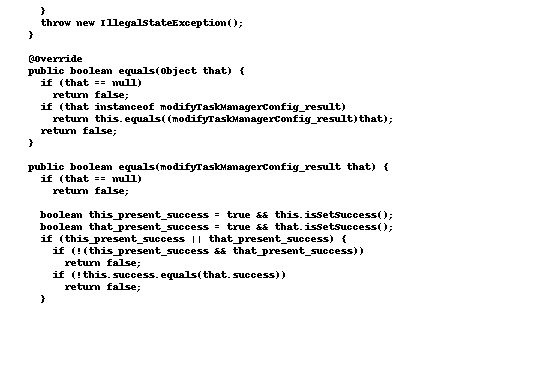 }
throw new IllegalStateException();
}
@Override
public boolean equals(Object that) {
if (that == null)
return false;
if (that instanceof modifyTaskManagerConfig_result)
return this.equals((modifyTaskManagerConfig_result)that);
return false;
}
public boolean equals(modifyTaskManagerConfig_result that) {
if (that == null)
return false;
boolean this_present_success = true && this.isSetSuccess();
boolean that_present_success = true && that.isSetSuccess();
if (this_present_success || that_present_success) {
if (!(this_present_success && that_present_success))
return false;
if (!this.success.equals(that.success))
return false;
}